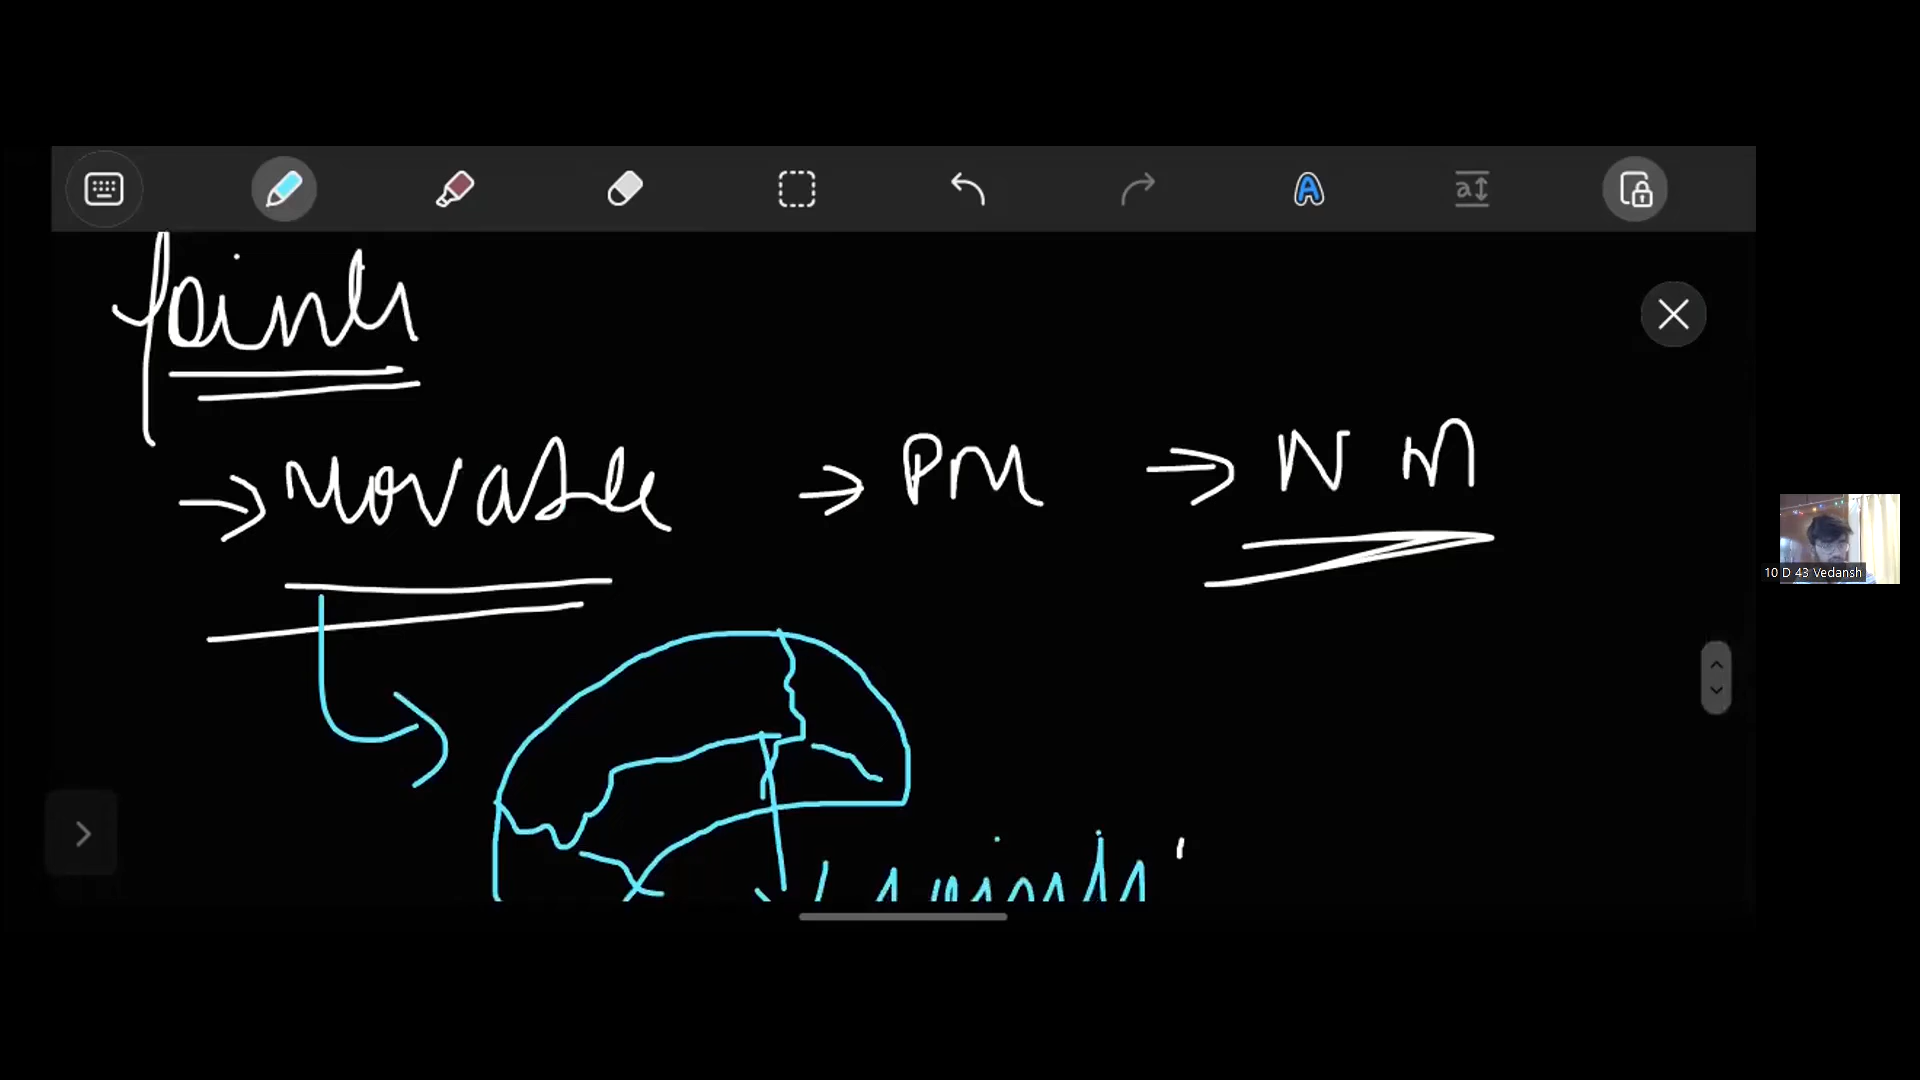 Joints
→ Movable → PM → N M
10 D 43 Vedansh